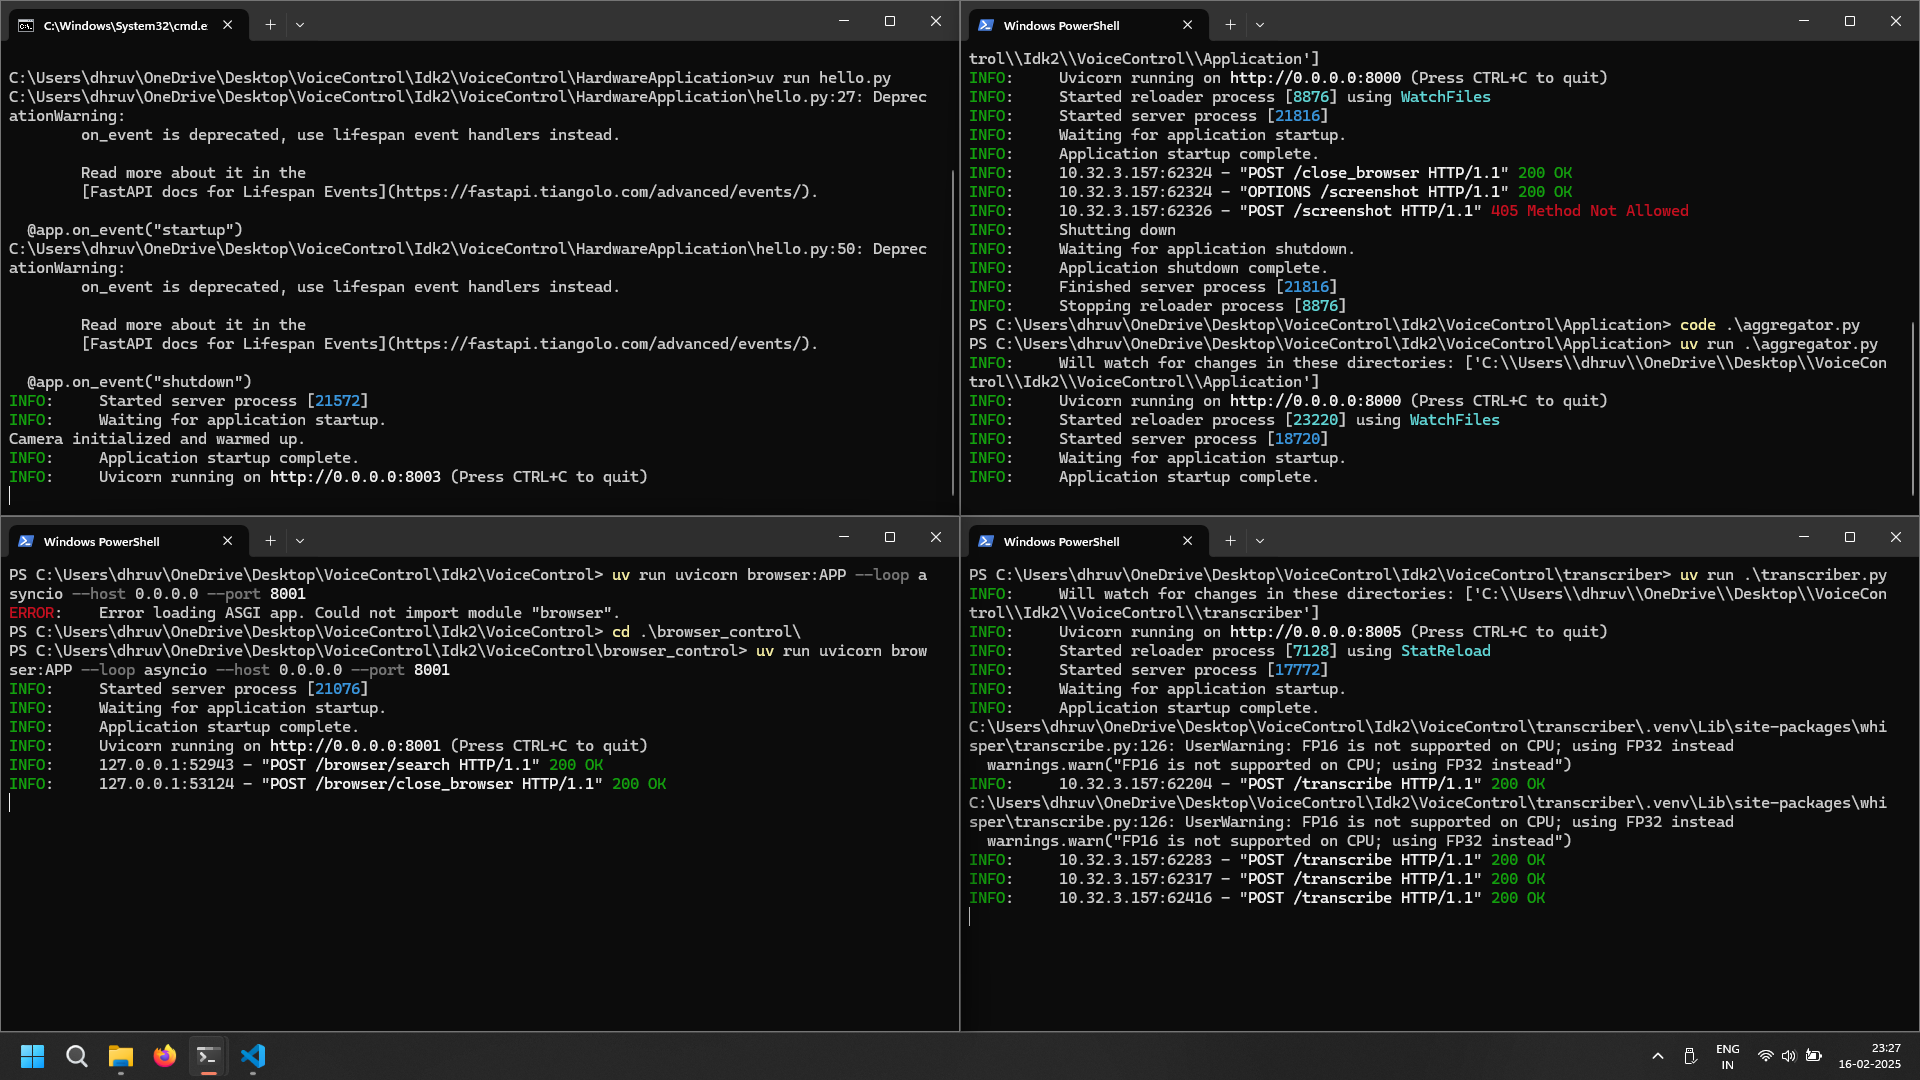 C:\Windows\System32\cmd.e
C:\Users\dhruv\OneDrive\Desktop\VoiceControl\Idk2\VoiceControl\HardwareApplication>uv run hello.py
C:\Users\dhruv\OneDrive\Desktop\VoiceControl\Idk2\VoiceControl\HardwareApplication\hello.py:27: Deprec
ationWarning:
        on_event is deprecated, use lifespan event handlers instead.
        Read more about it in the
        [FastAPI docs for Lifespan Events](https://fastapi.tiangolo.com/advanced/events/).
  @app.on_event("startup")
C:\Users\dhruv\OneDrive\Desktop\VoiceControl\Idk2\VoiceControl\HardwareApplication\hello.py:50: Deprec
ationWarning:
        on_event is deprecated, use lifespan event handlers instead.
        Read more about it in the
        [FastAPI docs for Lifespan Events](https://fastapi.tiangolo.com/advanced/events/).
  @app.on_event("shutdown")
INFO:     Started server process [21572]
INFO:     Waiting for application startup.
Camera initialized and warmed up.
INFO:     Application startup complete.
INFO:     Uvicorn running on http://0.0.0.0:8003 (Press CTRL+C to quit)
Windows PowerShell
trol\\Idk2\\VoiceControl\\Application']
INFO:     Uvicorn running on http://0.0.0.0:8000 (Press CTRL+C to quit)
INFO:     Started reloader process [8876] using WatchFiles
INFO:     Started server process [21816]
INFO:     Waiting for application startup.
INFO:     Application startup complete.
INFO:     10.32.3.157:62324 - "POST /close_browser HTTP/1.1" 200 OK
INFO:     10.32.3.157:62324 - "OPTIONS /screenshot HTTP/1.1" 200 OK
INFO:     10.32.3.157:62326 - "POST /screenshot HTTP/1.1" 405 Method Not Allowed
INFO:     Shutting down
INFO:     Waiting for application shutdown.
INFO:     Application shutdown complete.
INFO:     Finished server process [21816]
INFO:     Stopping reloader process [8876]
PS C:\Users\dhruv\OneDrive\Desktop\VoiceControl\Idk2\VoiceControl\Application> code .\aggregator.py
PS C:\Users\dhruv\OneDrive\Desktop\VoiceControl\Idk2\VoiceControl\Application> uv run .\aggregator.py
INFO:     Will watch for changes in these directories: ['C:\\Users\\dhruv\\OneDrive\\Desktop\\VoiceCon
trol\\Idk2\\VoiceControl\\Application']
INFO:     Uvicorn running on http://0.0.0.0:8000 (Press CTRL+C to quit)
INFO:     Started reloader process [23220] using WatchFiles
INFO:     Started server process [18720]
INFO:     Waiting for application startup.
INFO:     Application startup complete.
Windows PowerShell
PS C:\Users\dhruv\OneDrive\Desktop\VoiceControl\Idk2\VoiceControl> uv run uvicorn browser:APP --loop a
syncio --host 0.0.0.0 --port 8001
ERROR:    Error loading ASGI app. Could not import module "browser".
PS C:\Users\dhruv\OneDrive\Desktop\VoiceControl\Idk2\VoiceControl> cd .\browser_control\
PS C:\Users\dhruv\OneDrive\Desktop\VoiceControl\Idk2\VoiceControl\browser_control> uv run uvicorn brow
ser:APP --loop asyncio --host 0.0.0.0 --port 8001
INFO:     Started server process [21076]
INFO:     Waiting for application startup.
INFO:     Application startup complete.
INFO:     Uvicorn running on http://0.0.0.0:8001 (Press CTRL+C to quit)
INFO:     127.0.0.1:52943 - "POST /browser/search HTTP/1.1" 200 OK
INFO:     127.0.0.1:53124 - "POST /browser/close_browser HTTP/1.1" 200 OK
Windows PowerShell
PS C:\Users\dhruv\OneDrive\Desktop\VoiceControl\Idk2\VoiceControl\transcriber> uv run .\transcriber.py
INFO:     Will watch for changes in these directories: ['C:\\Users\\dhruv\\OneDrive\\Desktop\\VoiceCon
trol\\Idk2\\VoiceControl\\transcriber']
INFO:     Uvicorn running on http://0.0.0.0:8005 (Press CTRL+C to quit)
INFO:     Started reloader process [7128] using StatReload
INFO:     Started server process [17772]
INFO:     Waiting for application startup.
INFO:     Application startup complete.
C:\Users\dhruv\OneDrive\Desktop\VoiceControl\Idk2\VoiceControl\transcriber\.venv\Lib\site-packages\whi
sper\transcribe.py:126: UserWarning: FP16 is not supported on CPU; using FP32 instead
  warnings.warn("FP16 is not supported on CPU; using FP32 instead")
INFO:     10.32.3.157:62204 - "POST /transcribe HTTP/1.1" 200 OK
C:\Users\dhruv\OneDrive\Desktop\VoiceControl\Idk2\VoiceControl\transcriber\.venv\Lib\site-packages\whi
sper\transcribe.py:126: UserWarning: FP16 is not supported on CPU; using FP32 instead
  warnings.warn("FP16 is not supported on CPU; using FP32 instead")
INFO:     10.32.3.157:62283 - "POST /transcribe HTTP/1.1" 200 OK
INFO:     10.32.3.157:62317 - "POST /transcribe HTTP/1.1" 200 OK
INFO:     10.32.3.157:62416 - "POST /transcribe HTTP/1.1" 200 OK
ENG
IN
23:27
16-02-2025